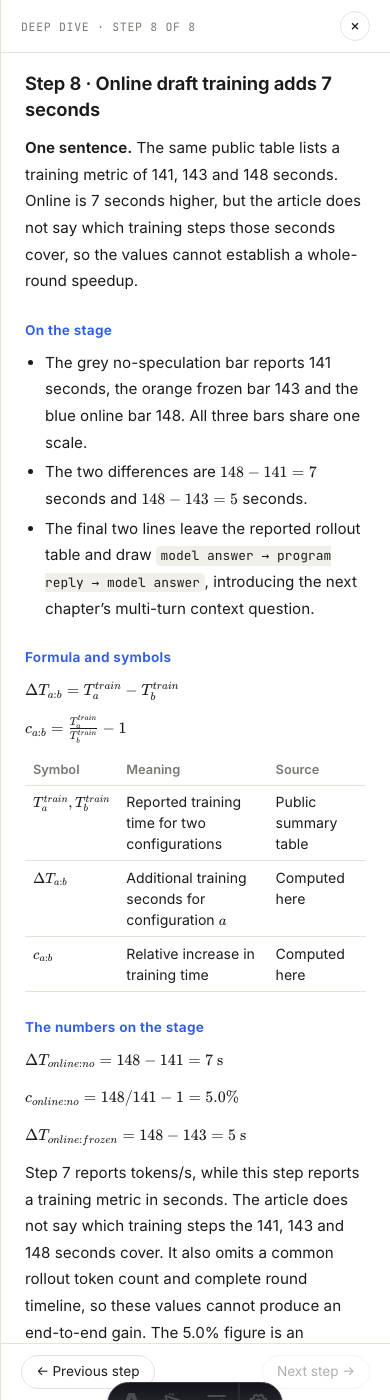 DEEP DIVE · STEP 8 OF 8
×
Step 8 · Online draft training adds 7
seconds
One sentence. The same public table lists a
training metric of 141, 143 and 148 seconds.
Online is 7 seconds higher, but the article does
not say which training steps those seconds
cover, so the values cannot establish a whole-
round speedup.
On the stage
• The grey no-speculation bar reports 141
seconds, the orange frozen bar 143 and the
blue online bar 148. All three bars share one
scale.
• The two differences are 148 − 141 = 7
seconds and 148 − 143 = 5 seconds.
• The final two lines leave the reported rollout
table and draw model answer → program
reply → model answer, introducing the next
chapter's multi-turn context question.
Formula and symbols
ΔT_{a:b} = T_a^{train} − T_b^{train}
c_{a:b} = \frac{T_a^{train}}{T_b^{train}} − 1
Symbol Meaning Source
T_a^{train}, T_b^{train} Reported training Public
time for two summary
configurations table
ΔT_{a:b} Additional training Computed
seconds for here
configuration a
c_{a:b} Relative increase in Computed
training time here
The numbers on the stage
ΔT_{online:no} = 148 − 141 = 7 s
c_{online:no} = 148/141 − 1 = 5.0%
ΔT_{online:frozen} = 148 − 143 = 5 s
Step 7 reports tokens/s, while this step reports
a training metric in seconds. The article does
not say which training steps the 141, 143 and
148 seconds cover. It also omits a common
rollout token count and complete round
timeline, so these values cannot produce an
end-to-end gain. The 5.0% figure is an
← Previous step
Next step →